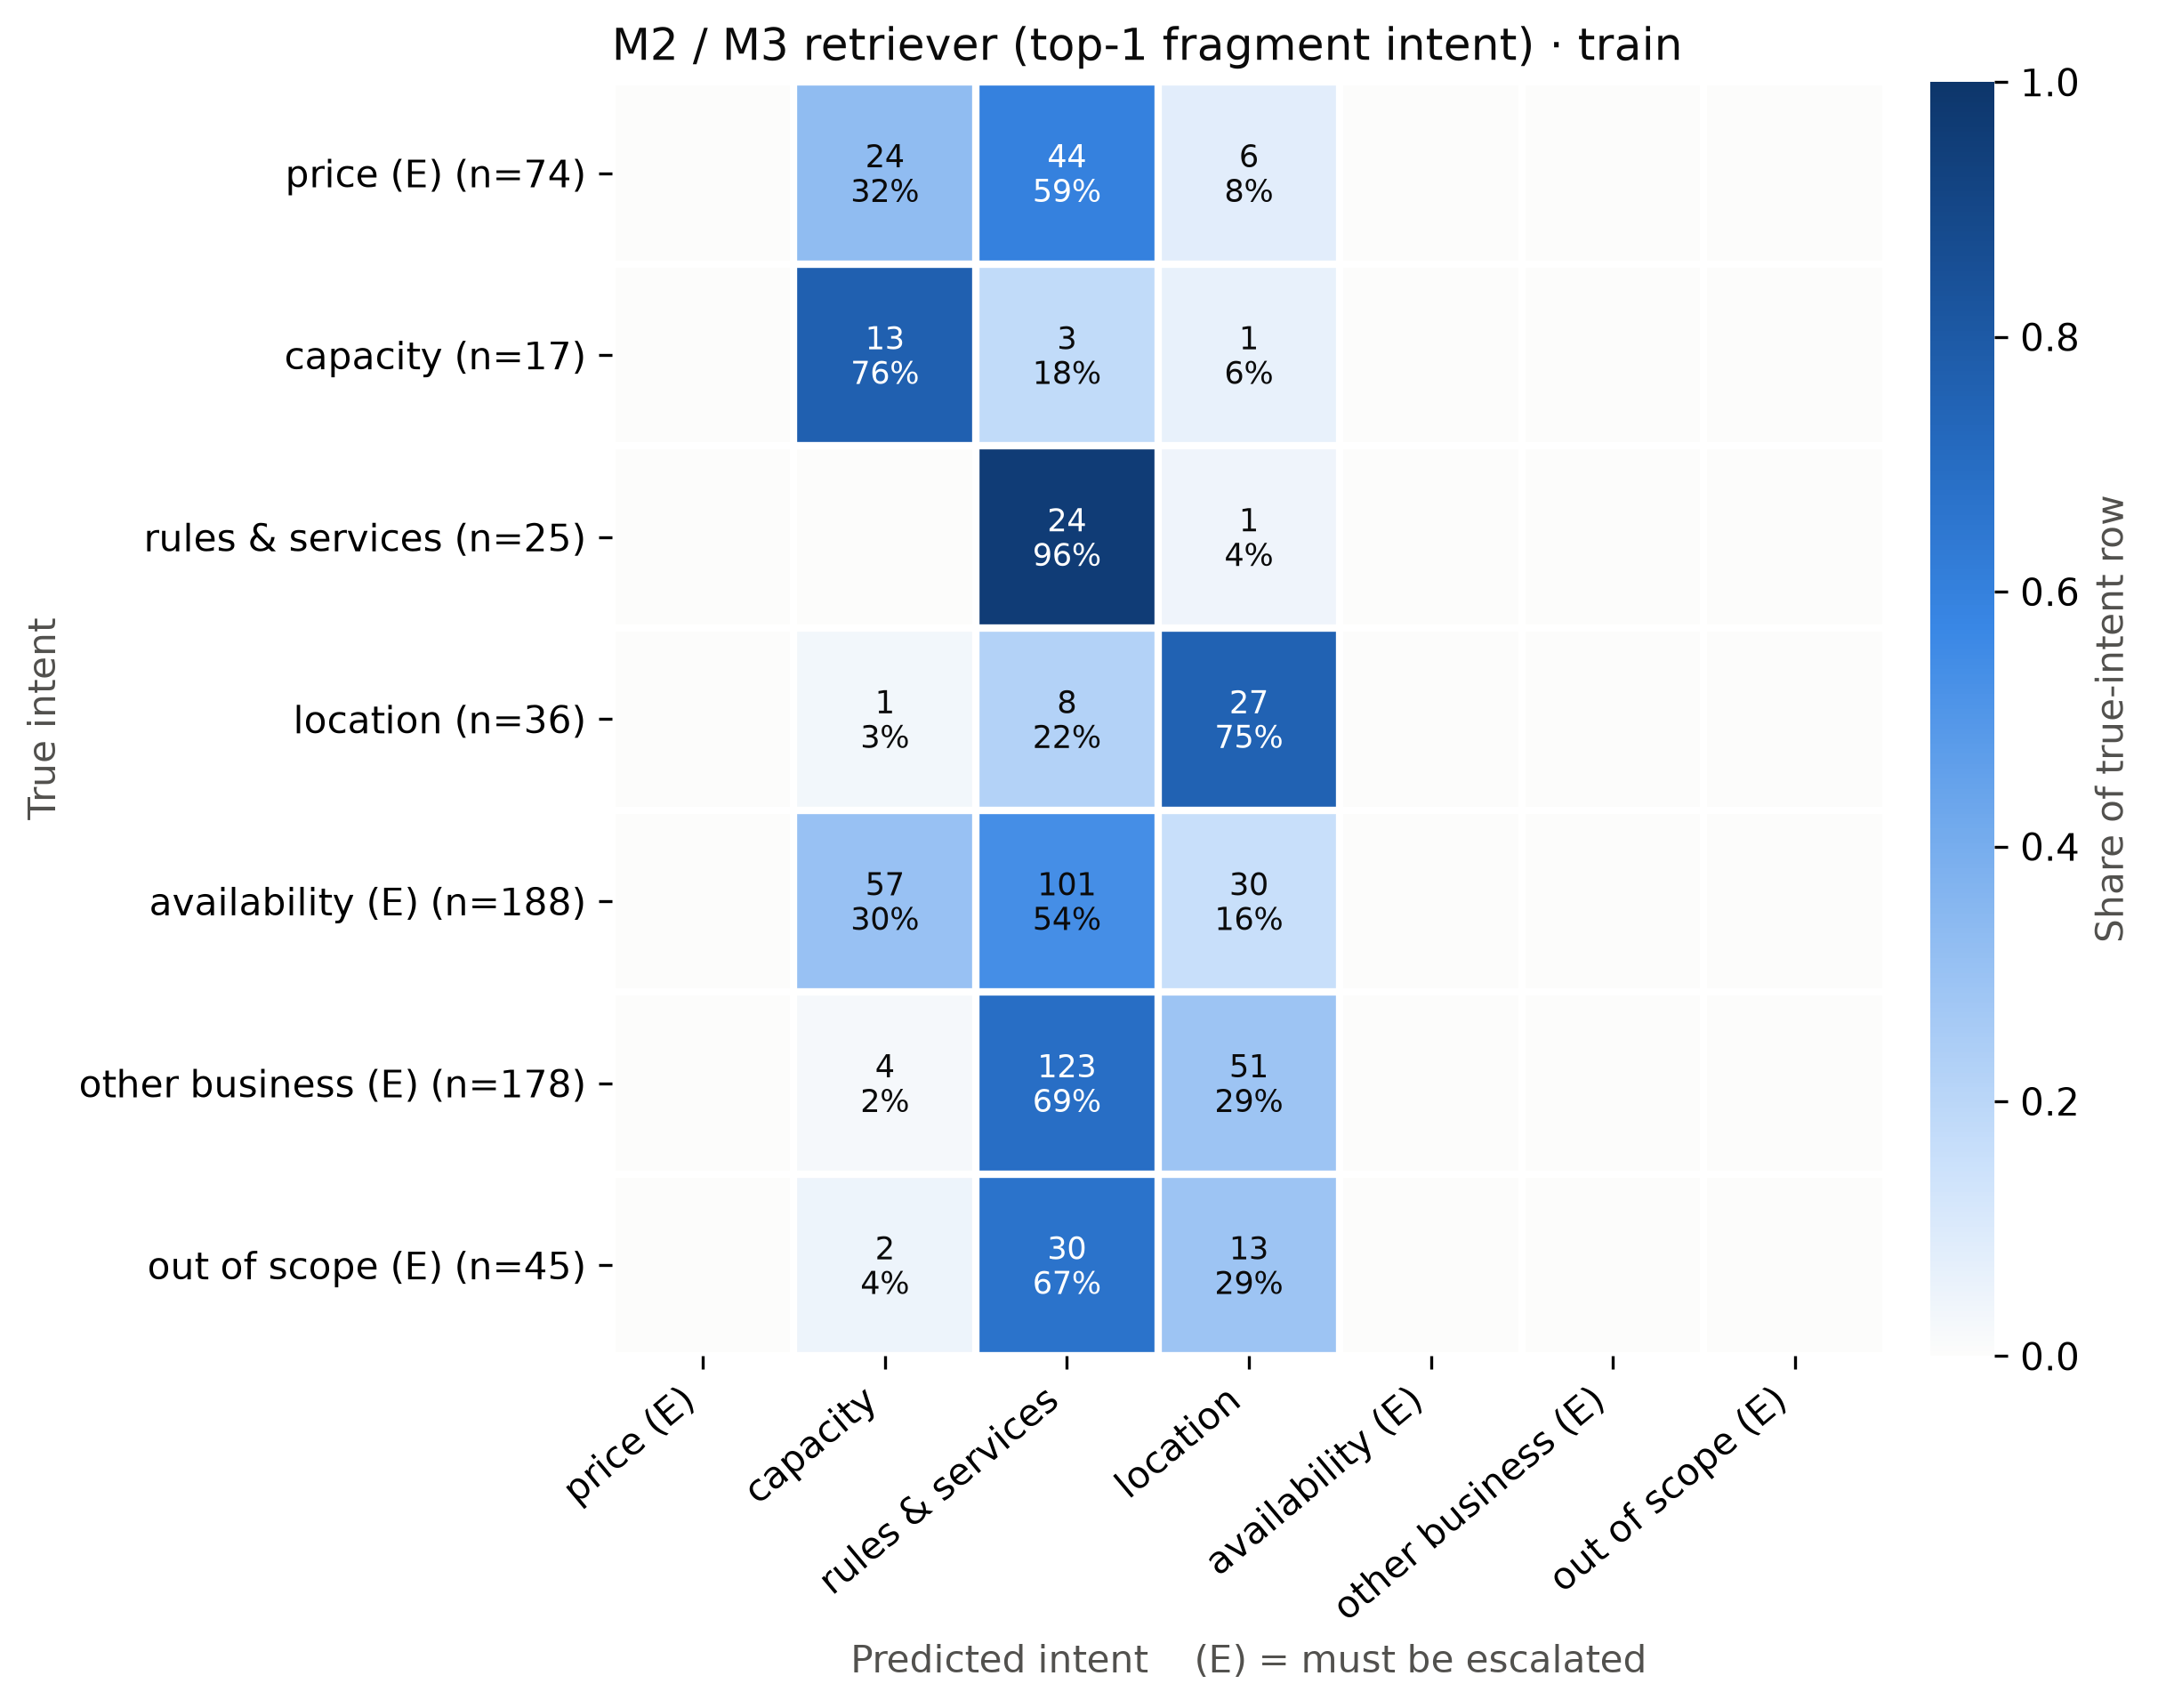 M2 / M3 retriever (top-1 fragment intent) · train
True intent
price (E) (n=74)
24
32%
44
59%
6
8%
capacity (n=17)
13
76%
3
18%
1
6%
rules & services (n=25)
24
96%
1
4%
location (n=36)
1
3%
8
22%
27
75%
availability (E) (n=188)
57
30%
101
54%
30
16%
other business (E) (n=178)
4
2%
123
69%
51
29%
out of scope (E) (n=45)
2
4%
30
67%
13
29%
price (E)
capacity
rules & services
location
availability (E)
other business (E)
out of scope (E)
Predicted intent (E) = must be escalated
1.0
0.8
0.6
0.4
0.2
0.0
Share of true-intent row